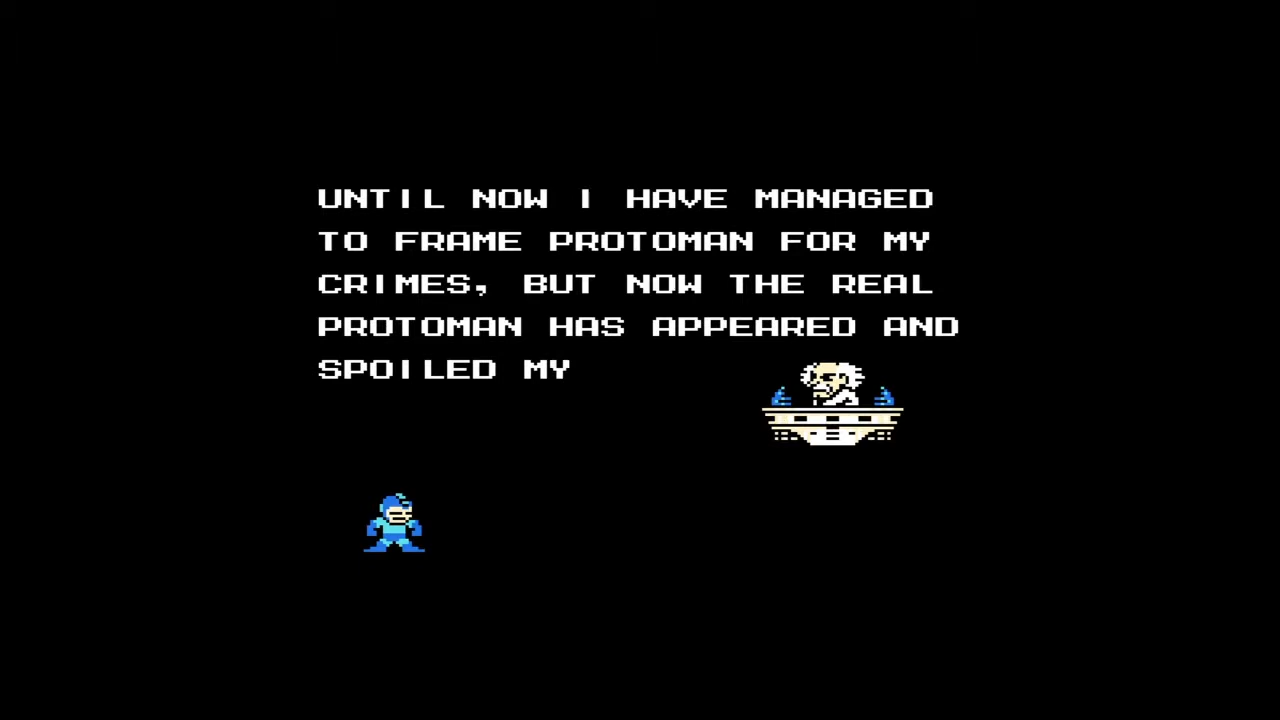 UNTIL NOW I HAVE MANAGED
TO FRAME PROTOMAN FOR MY
CRIMES, BUT NOW THE REAL
PROTOMAN HAS APPEARED AND
SPOILED MY